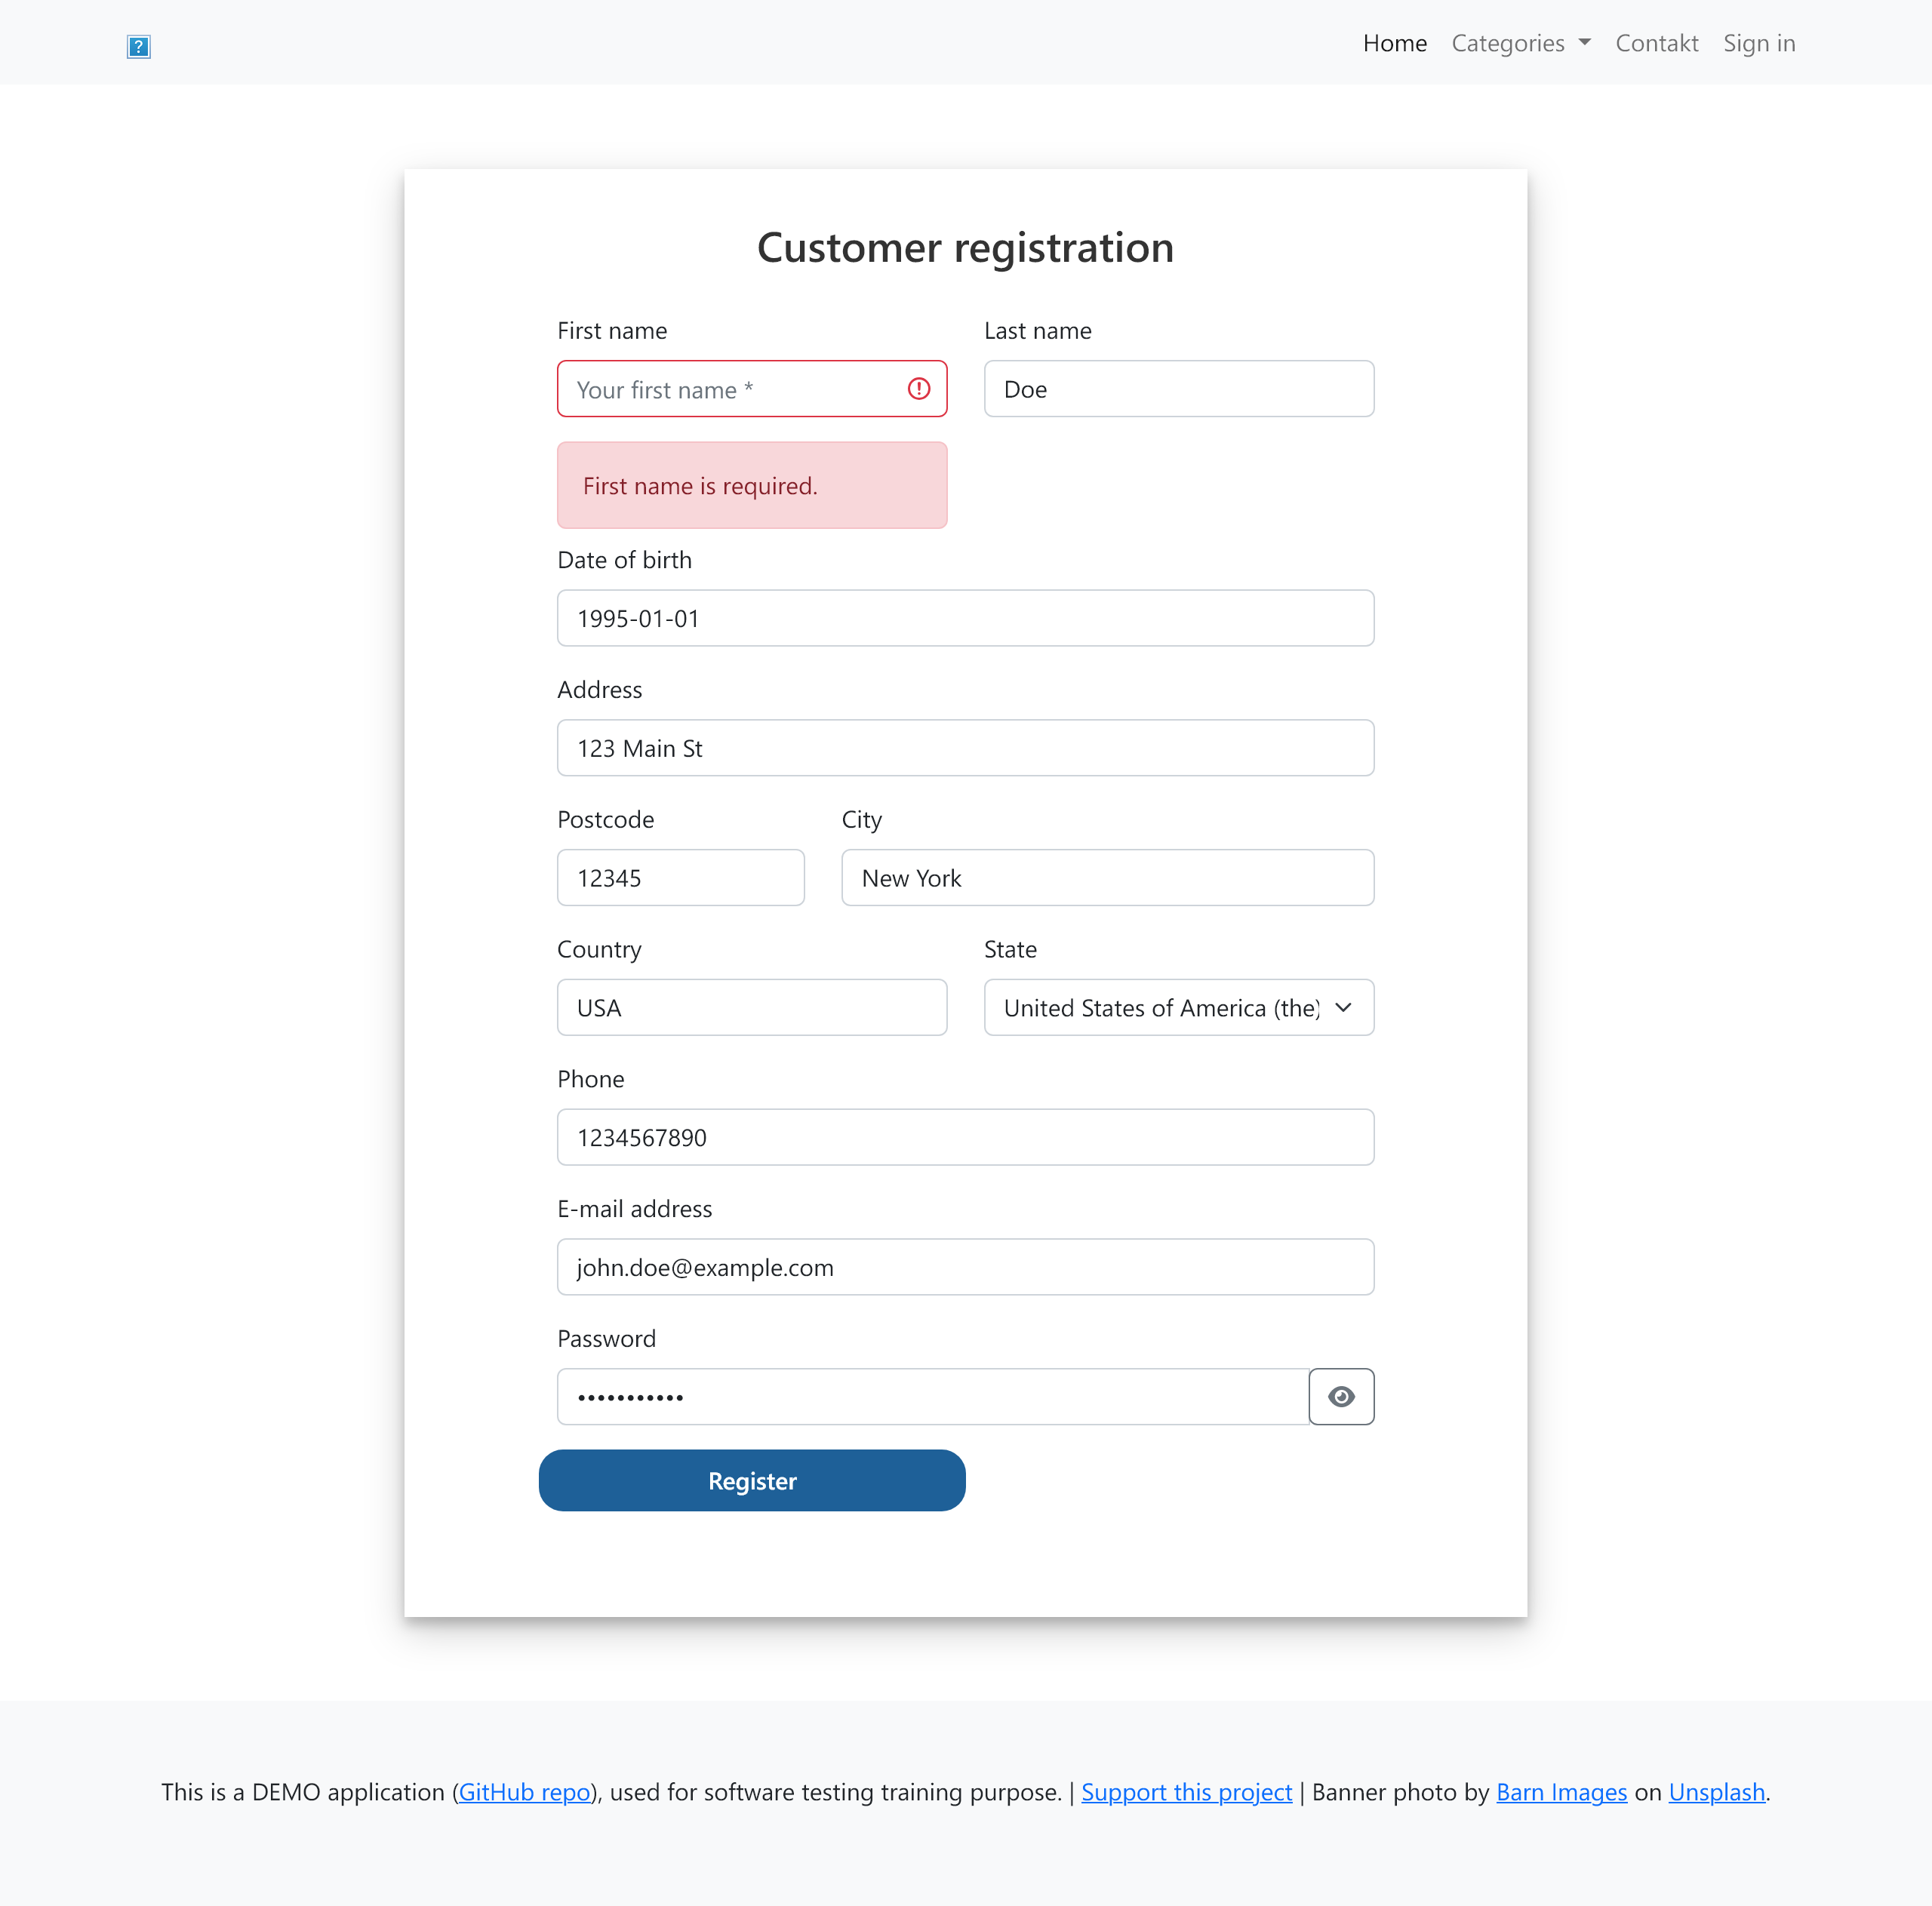 Home Categories Contakt Sign in
Customer registration
First name Last name
Your first name * Doe
First name is required.
Date of birth
1995-01-01
Address
123 Main St
Postcode City
12345 New York
Country State
USA United States of America (the)
Phone
1234567890
E-mail address
john.doe@example.com
Password
•••••••••••
Register
This is a DEMO application (GitHub repo), used for software testing training purpose. | Support this project | Banner photo by Barn Images on Unsplash.